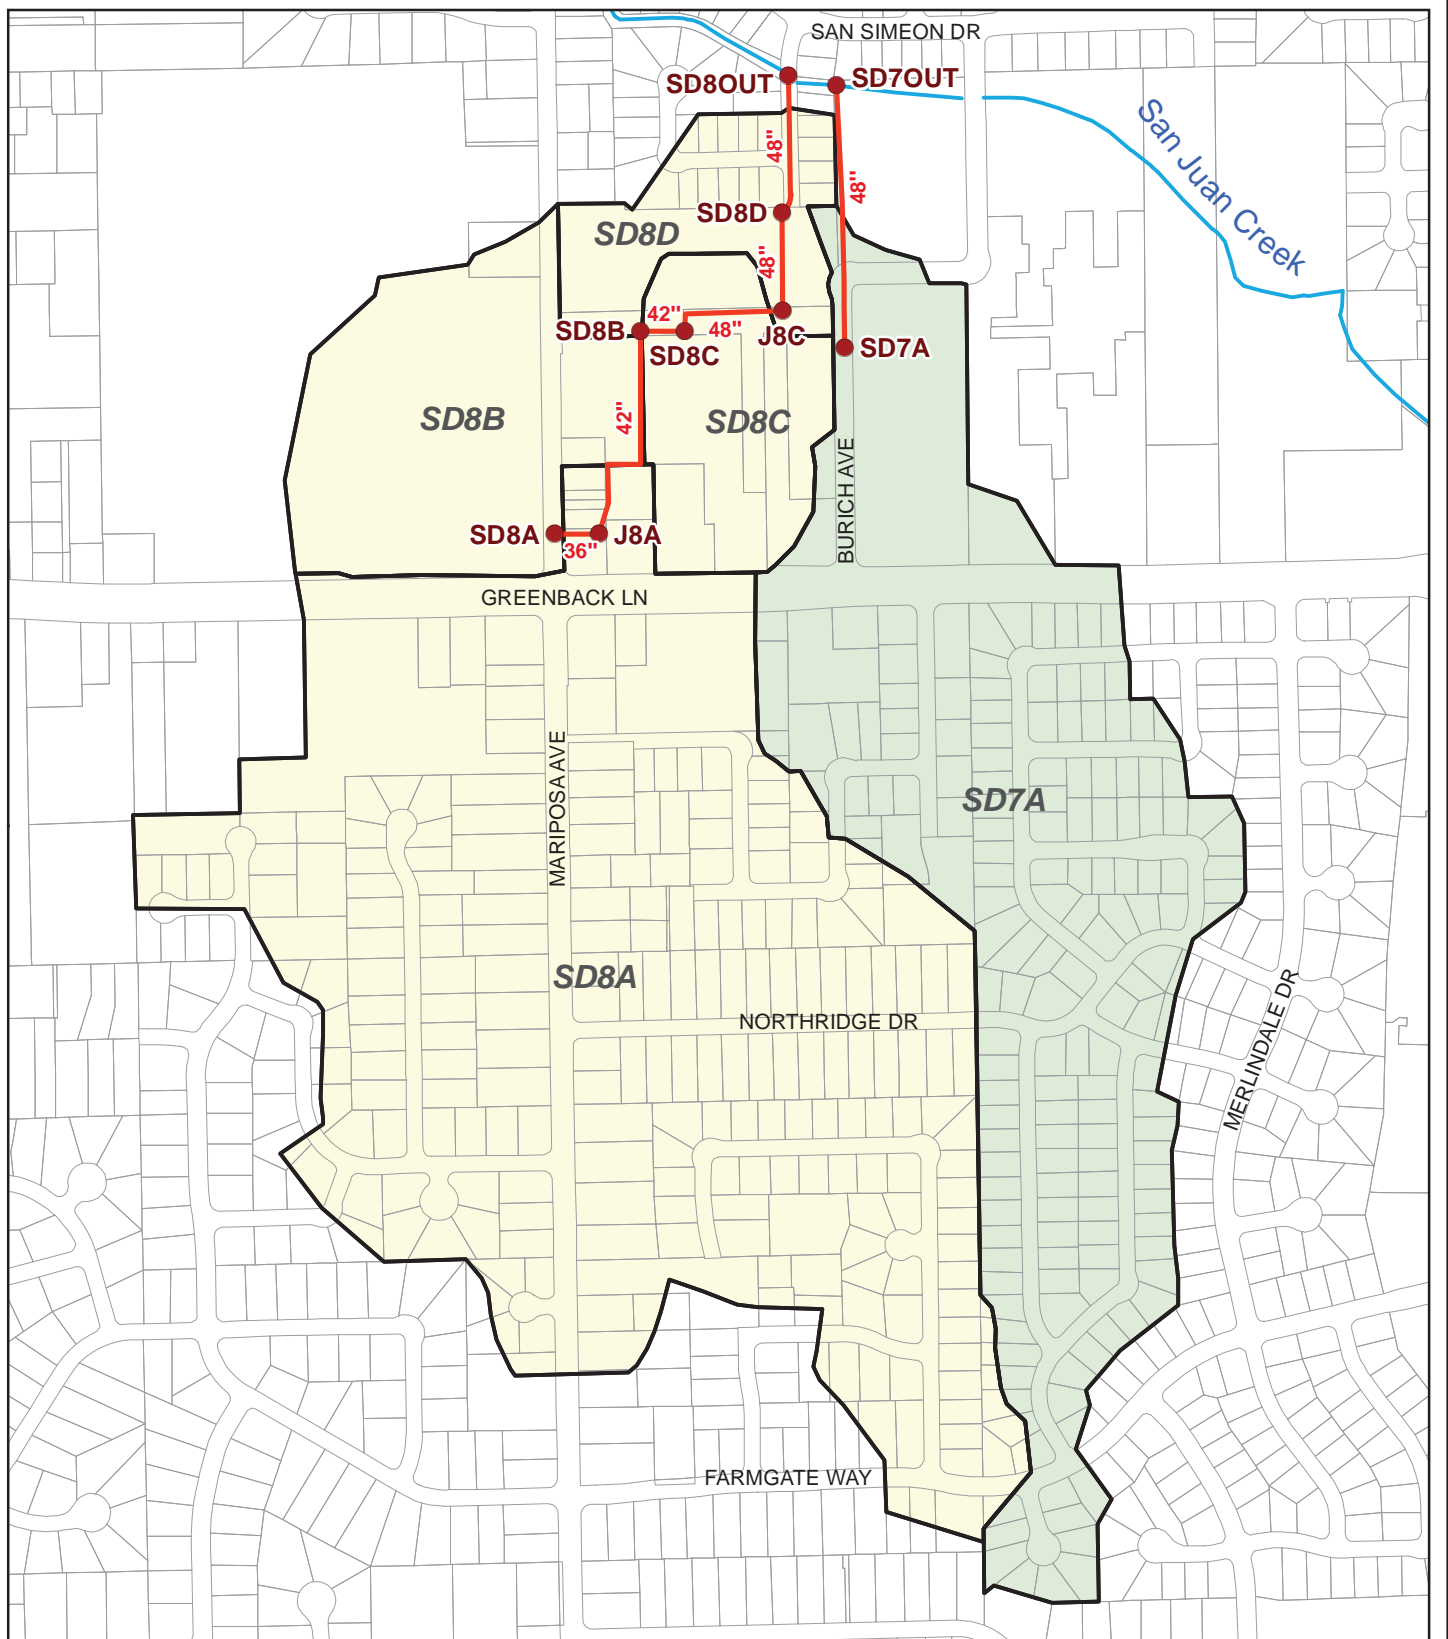 SAN SIMEON DR
SD8OUT
SD7OUT
San Juan Creek
48"
48"
SD8D
SD8D
48"
42"
SD8B
48"
J8C
SD8C
SD7A
42"
SD8B
SD8C
BURICH AVE
SD8A
J8A
36"
GREENBACK LN
MARIPOSA AVE
SD7A
SD8A
NORTHRIDGE DR
MERLINDALE DR
FARMGATE WAY